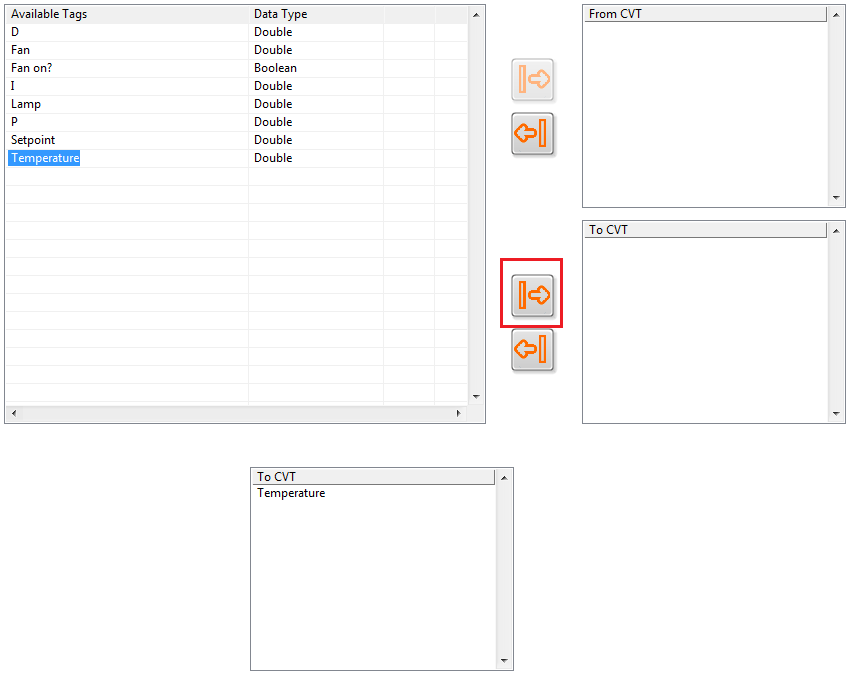 Available Tags Data Type
D Double
Fan Double
Fan on? Boolean
I Double
Lamp Double
P Double
Setpoint Double
Temperature Double
From CVT
To CVT
To CVT
Temperature